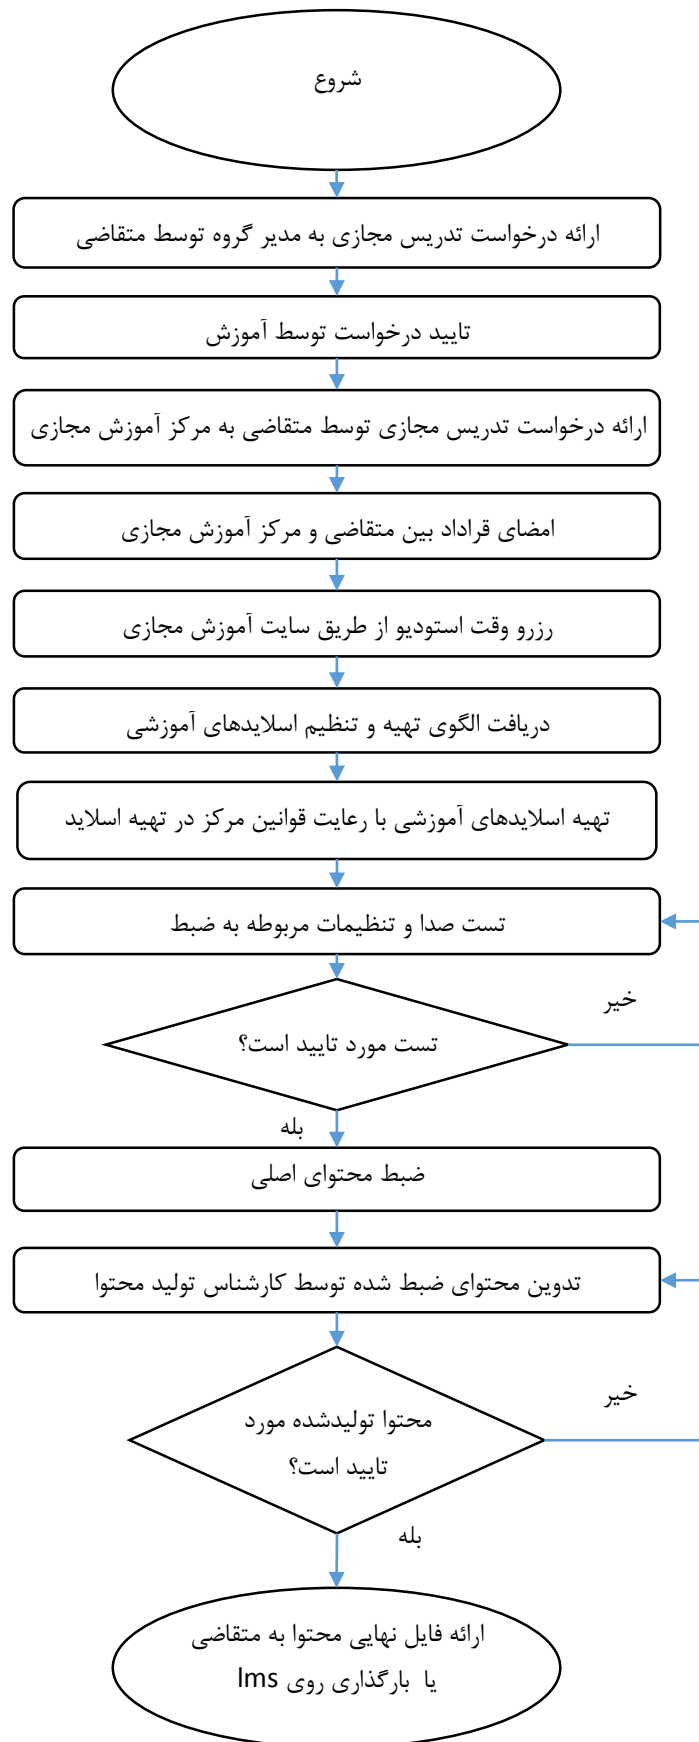 شروع
ارائه درخواست تدریس مجازی به مدیر گروه توسط متقاضی
تایید درخواست توسط آموزش
ارائه درخواست تدریس مجازی توسط متقاضی به مرکز آموزش مجازی
امضای قراداد بین متقاضی و مرکز آموزش مجازی
رزرو وقت استودیو از طریق سایت آموزش مجازی
دریافت الگوی تهیه و تنظیم اسلایدهای آموزشی
تهیه اسلایدهای آموزشی با رعایت قوانین مرکز در تهیه اسلاید
تست صدا و تنظیمات مربوطه به ضبط
خیر
تست مورد تایید است؟
بله
ضبط محتوای اصلی
تدوین محتوای ضبط شده توسط کارشناس تولید محتوا
خیر
محتوا تولیدشده مورد
تایید است؟
بله
ارائه فایل نهایی محتوا به متقاضی
یا بارگذاری روی lms